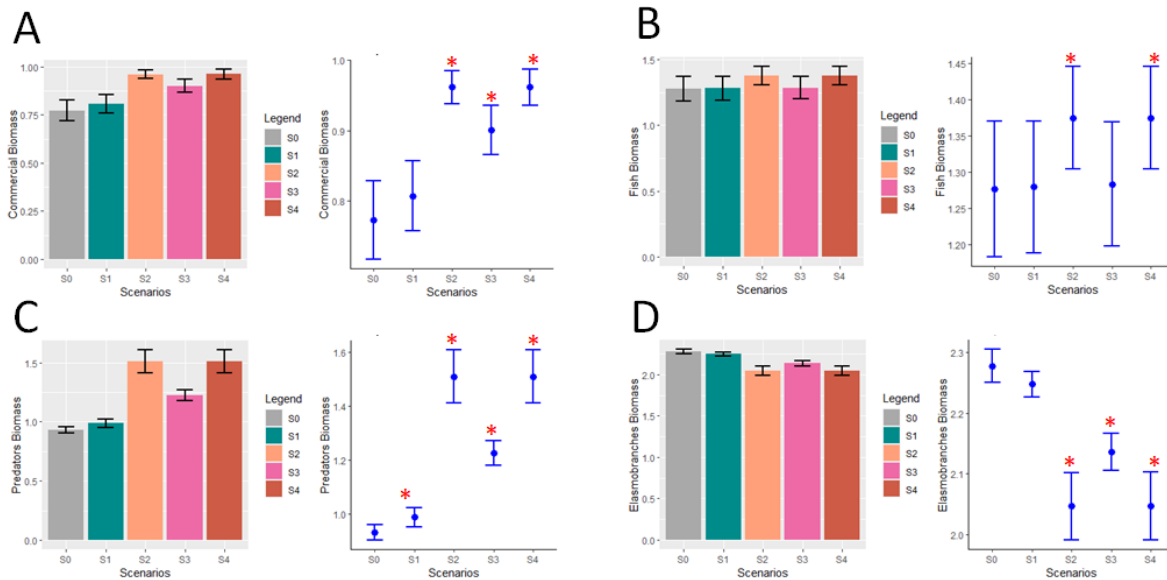 A
1.00
0.75
0.50
0.25
0.00
Commercial Biomass
S0 S1 S2 S3 S4
Scenarios
Legend
S0
S1
S2
S3
S4
1.0
0.9
0.8
Commercial Biomass
*
*
*
S0 S1 S2 S3 S4
Scenarios
B
1.5
1.0
0.5
0.0
Fish Biomass
S0 S1 S2 S3 S4
Scenarios
Legend
S0
S1
S2
S3
S4
1.45
1.40
1.35
1.30
1.25
1.20
Fish Biomass
*
*
S0 S1 S2 S3 S4
Scenarios
C
1.5
1.0
0.5
0.0
Predators Biomass
S0 S1 S2 S3 S4
Scenarios
Legend
S0
S1
S2
S3
S4
1.6
1.4
1.2
1.0
Predators Biomass
*
*
*
*
S0 S1 S2 S3 S4
Scenarios
D
2.0
1.5
1.0
0.5
0.0
Elasmobranches Biomass
S0 S1 S2 S3 S4
Scenarios
Legend
S0
S1
S2
S3
S4
2.3
2.2
2.1
2.0
Elasmobranches Biomass
*
*
*
S0 S1 S2 S3 S4
Scenarios